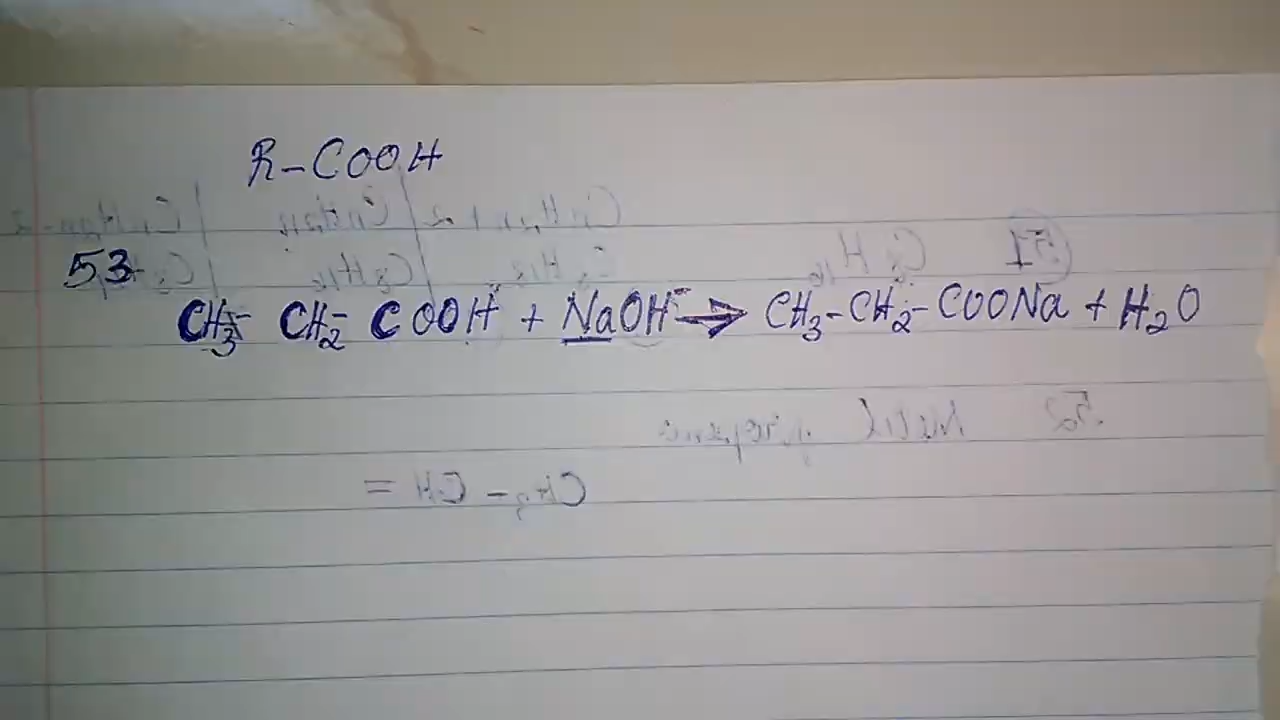 R-COOH
53
CH₃- CH₂- COOH + NaOH → CH₃-CH₂-COONa + H₂O